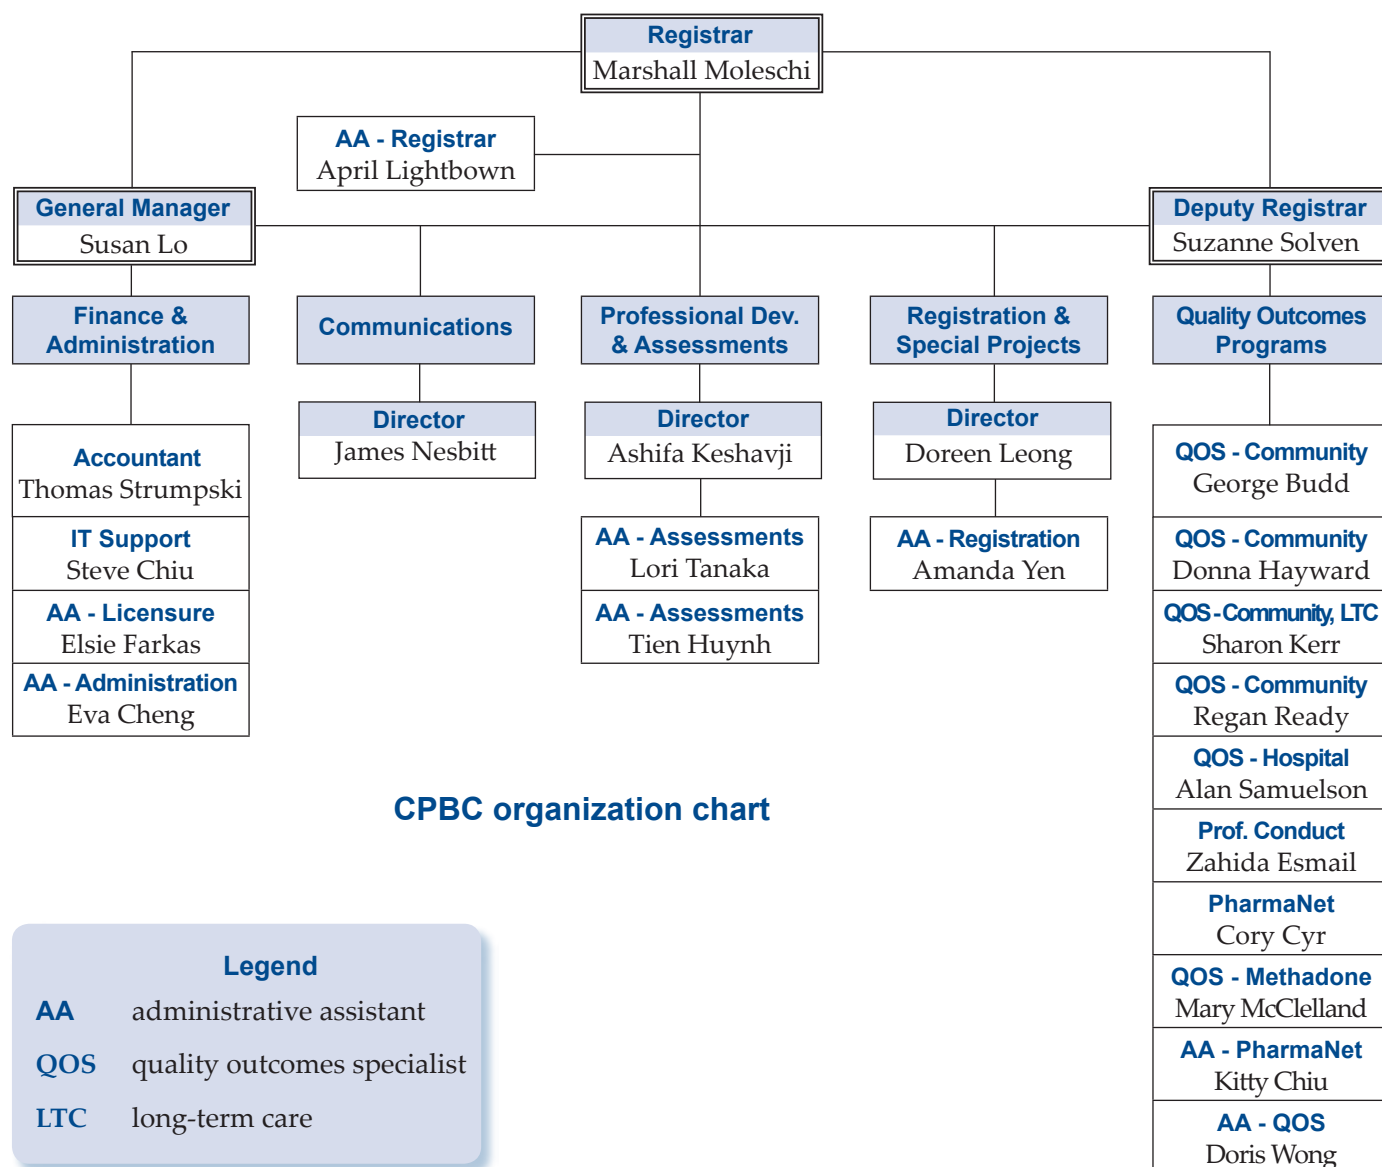 Registrar
Marshall Moleschi
AA - Registrar
April Lightbown
General Manager
Susan Lo
Deputy Registrar
Suzanne Solven
Finance &
Administration
Communications
Professional Dev.
& Assessments
Registration &
Special Projects
Quality Outcomes
Programs
Accountant
Thomas Strumpski
IT Support
Steve Chiu
AA - Licensure
Elsie Farkas
AA - Administration
Eva Cheng
Director
James Nesbitt
Director
Ashifa Keshavji
AA - Assessments
Lori Tanaka
AA - Assessments
Tien Huynh
Director
Doreen Leong
AA - Registration
Amanda Yen
QOS - Community
George Budd
QOS - Community
Donna Hayward
QOS - Community, LTC
Sharon Kerr
QOS - Community
Regan Ready
QOS - Hospital
Alan Samuelson
Prof. Conduct
Zahida Esmail
PharmaNet
Cory Cyr
QOS - Methadone
Mary McClelland
AA - PharmaNet
Kitty Chiu
AA - QOS
Doris Wong
CPBC organization chart
Legend
AA administrative assistant
QOS quality outcomes specialist
LTC long-term care